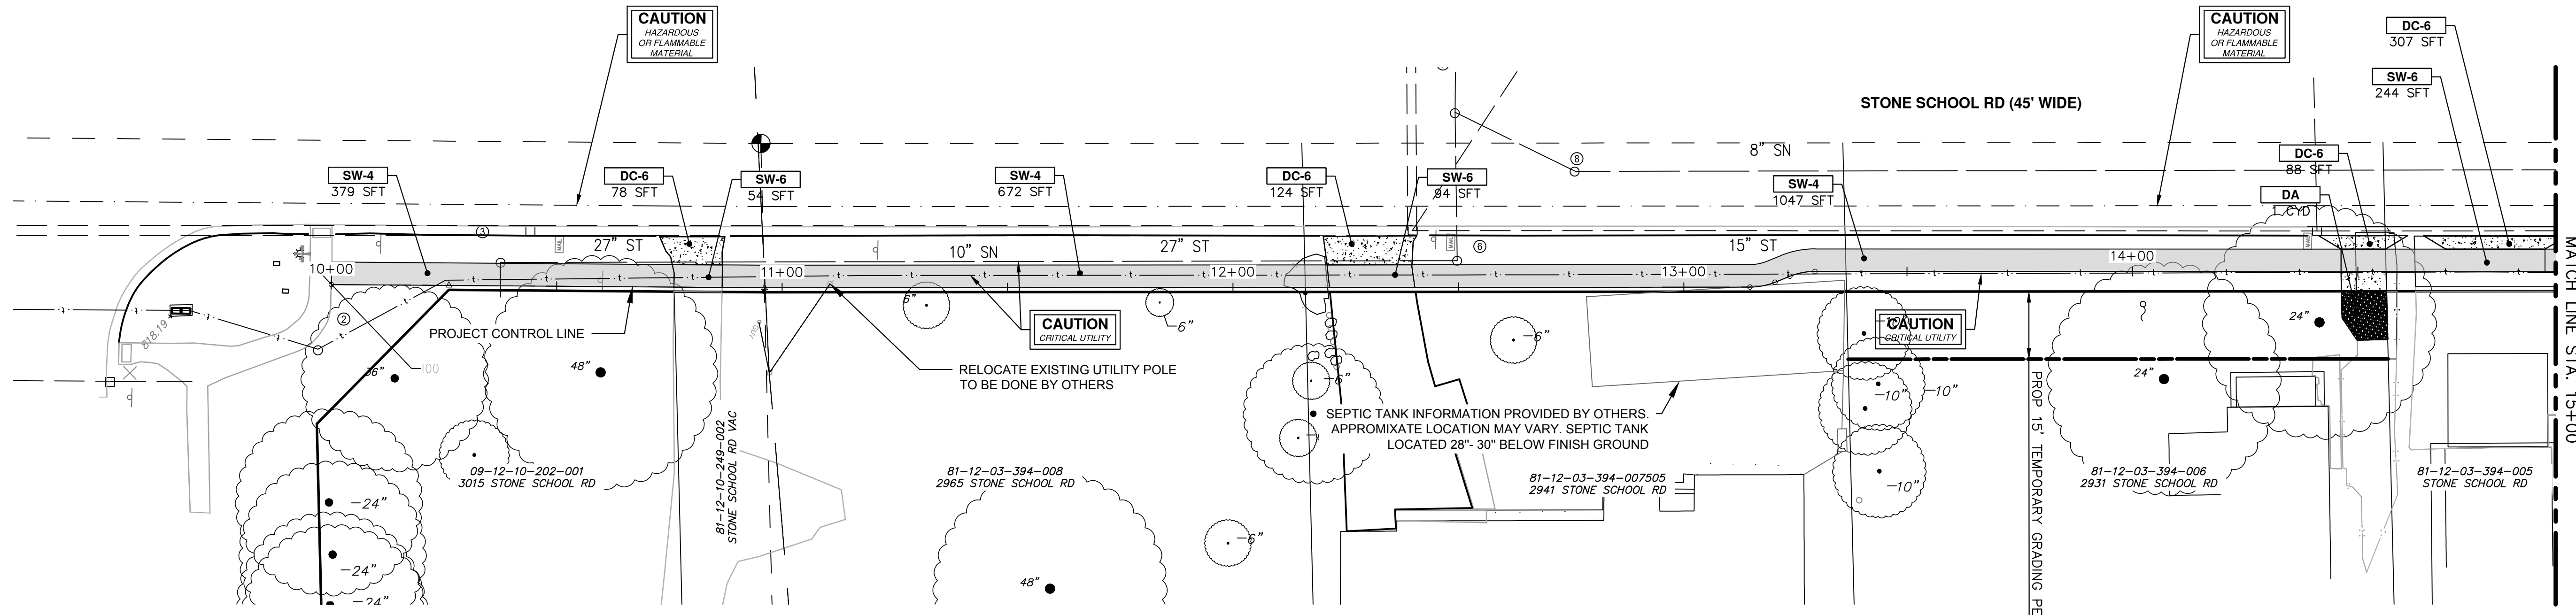 CAUTION
HAZARDOUS
OR FLAMMABLE
MATERIAL
CAUTION
HAZARDOUS
OR FLAMMABLE
MATERIAL
DC-6
307 SFT
SW-6
244 SFT
STONE SCHOOL RD (45' WIDE)
8" SN
SW-4
379 SFT
DC-6
78 SFT
SW-6
54 SFT
SW-4
672 SFT
DC-6
124 SFT
SW-6
94 SFT
8
SW-4
1047 SFT
DC-6
88 SFT
DA
1 CYD
3
MAIL
27" ST
10" SN
27" ST
MAIL
6
15" ST
MAIL
10+00
11+00
12+00
13+00
14+00
MATCH LINE STA. 15+00
818.19
2
PROJECT CONTROL LINE
6"
6"
CAUTION
CRITICAL UTILITY
6"
10"
CAUTION
CRITICAL UTILITY
24"
36"
100
48"
RELOCATE EXISTING UTILITY POLE
TO BE DONE BY OTHERS
6"
10"
10"
24"
SEPTIC TANK INFORMATION PROVIDED BY OTHERS.
APPROMIXATE LOCATION MAY VARY. SEPTIC TANK
LOCATED 28"- 30" BELOW FINISH GROUND
PROP 15' TEMPORARY GRADING PE
09-12-10-202-001
3015 STONE SCHOOL RD
81-12-10-249-002
STONE SCHOOL RD VAC
81-12-03-394-008
2965 STONE SCHOOL RD
81-12-03-394-007505
2941 STONE SCHOOL RD
10"
81-12-03-394-006
2931 STONE SCHOOL RD
81-12-03-394-005
STONE SCHOOL RD
24"
6"
24"
48"
24"